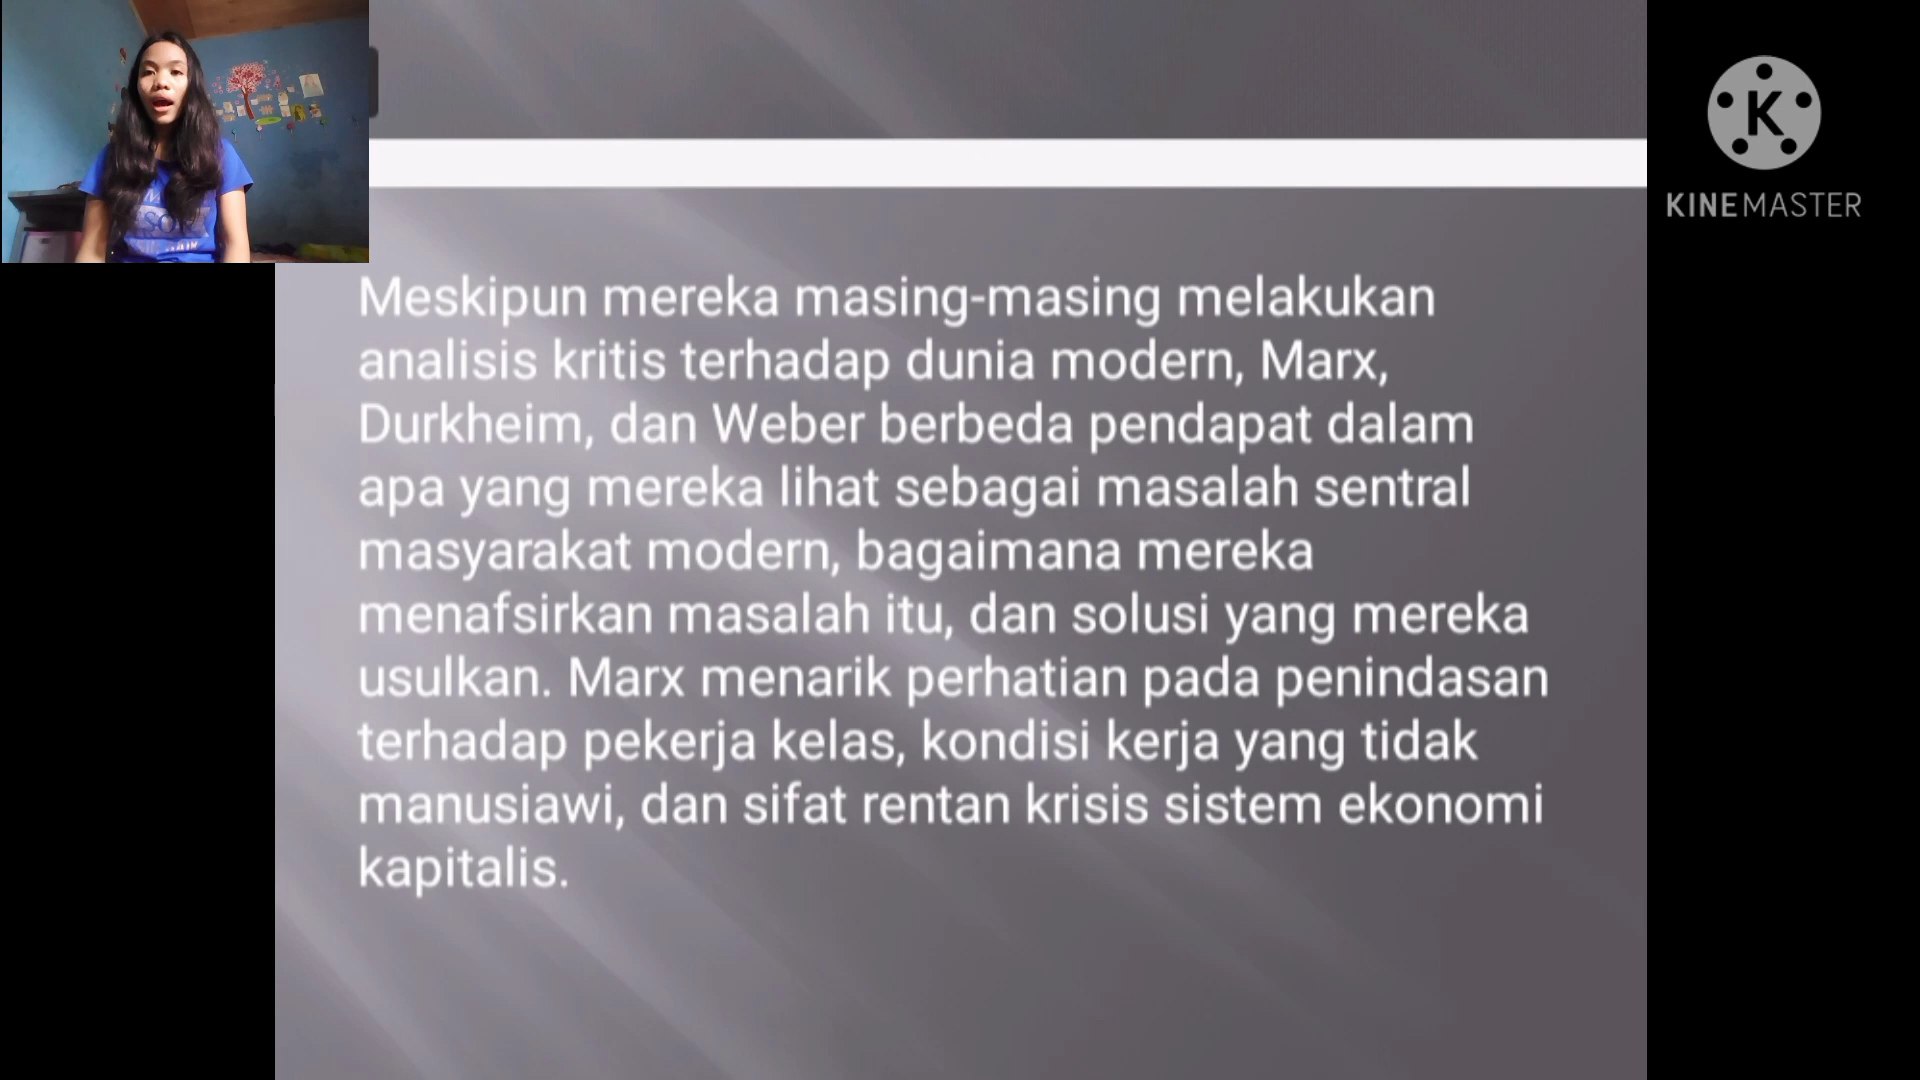 Meskipun mereka masing-masing melakukan
analisis kritis terhadap dunia modern, Marx,
Durkheim, dan Weber berbeda pendapat dalam
apa yang mereka lihat sebagai masalah sentral
masyarakat modern, bagaimana mereka
menafsirkan masalah itu, dan solusi yang mereka
usulkan. Marx menarik perhatian pada penindasan
terhadap pekerja kelas, kondisi kerja yang tidak
manusiawi, dan sifat rentan krisis sistem ekonomi
kapitalis.
K
KINEMASTER